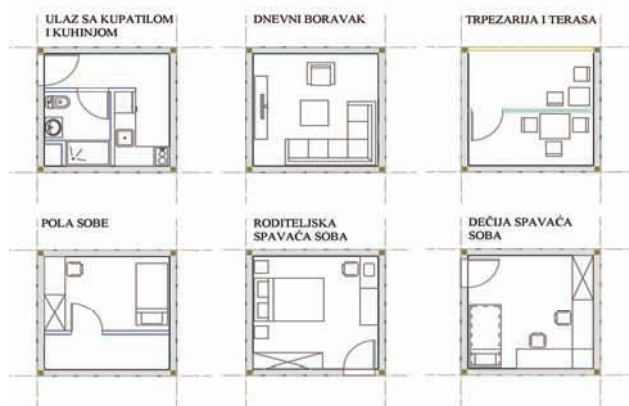 ULAZ SA KUPATILOM
I KUHINJOM
DNEVNI BORAVAK
TRPEZARIJA I TERASA
POLA SOBE
RODITELJSKA
SPAVAĆA SOBA
DEČIJA SPAVAĆA
SOBA